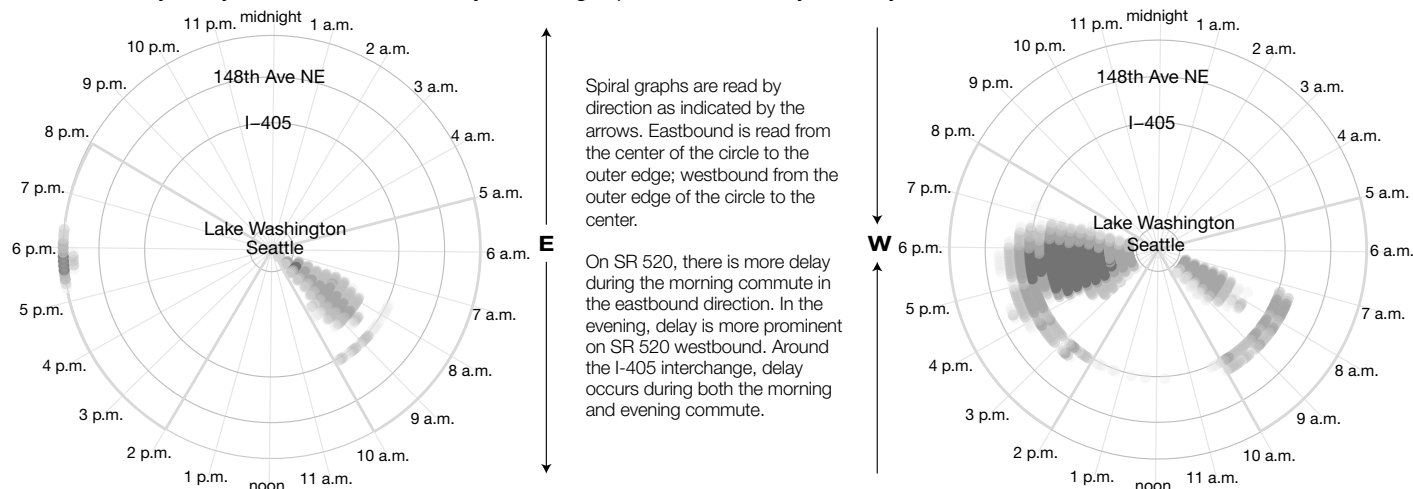 midnight
1 a.m.
2 a.m.
3 a.m.
4 a.m.
5 a.m.
6 a.m.
7 a.m.
8 a.m.
9 a.m.
10 a.m.
11 a.m.
noon
1 p.m.
2 p.m.
3 p.m.
4 p.m.
5 p.m.
6 p.m.
7 p.m.
8 p.m.
9 p.m.
10 p.m.
11 p.m.
148th Ave NE
I–405
Lake Washington
Seattle
E
Spiral graphs are read by
direction as indicated by the
arrows. Eastbound is read from
the center of the circle to the
outer edge; westbound from the
outer edge of the circle to the
center.
On SR 520, there is more delay
during the morning commute in
the eastbound direction. In the
evening, delay is more prominent
on SR 520 westbound. Around
the I-405 interchange, delay
occurs during both the morning
and evening commute.
W
midnight
1 a.m.
2 a.m.
3 a.m.
4 a.m.
5 a.m.
6 a.m.
7 a.m.
8 a.m.
9 a.m.
10 a.m.
11 a.m.
noon
1 p.m.
2 p.m.
3 p.m.
4 p.m.
5 p.m.
6 p.m.
7 p.m.
8 p.m.
9 p.m.
10 p.m.
11 p.m.
148th Ave NE
I–405
Lake Washington
Seattle